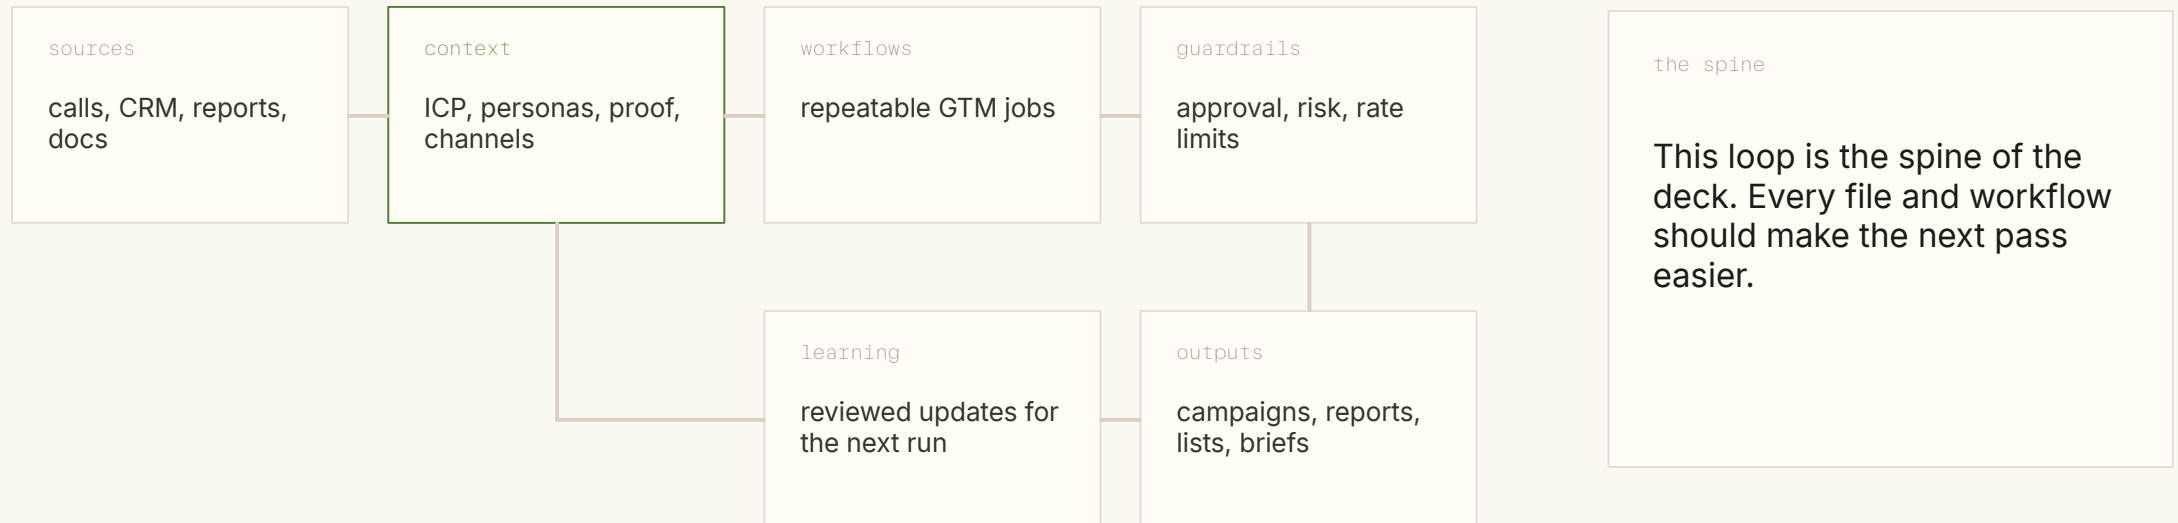 sources
calls, CRM, reports,
docs
context
ICP, personas, proof,
channels
workflows
repeatable GTM jobs
guardrails
approval, risk, rate
limits
learning
reviewed updates for
the next run
outputs
campaigns, reports,
lists, briefs
the spine
This loop is the spine of the
deck. Every file and workflow
should make the next pass
easier.